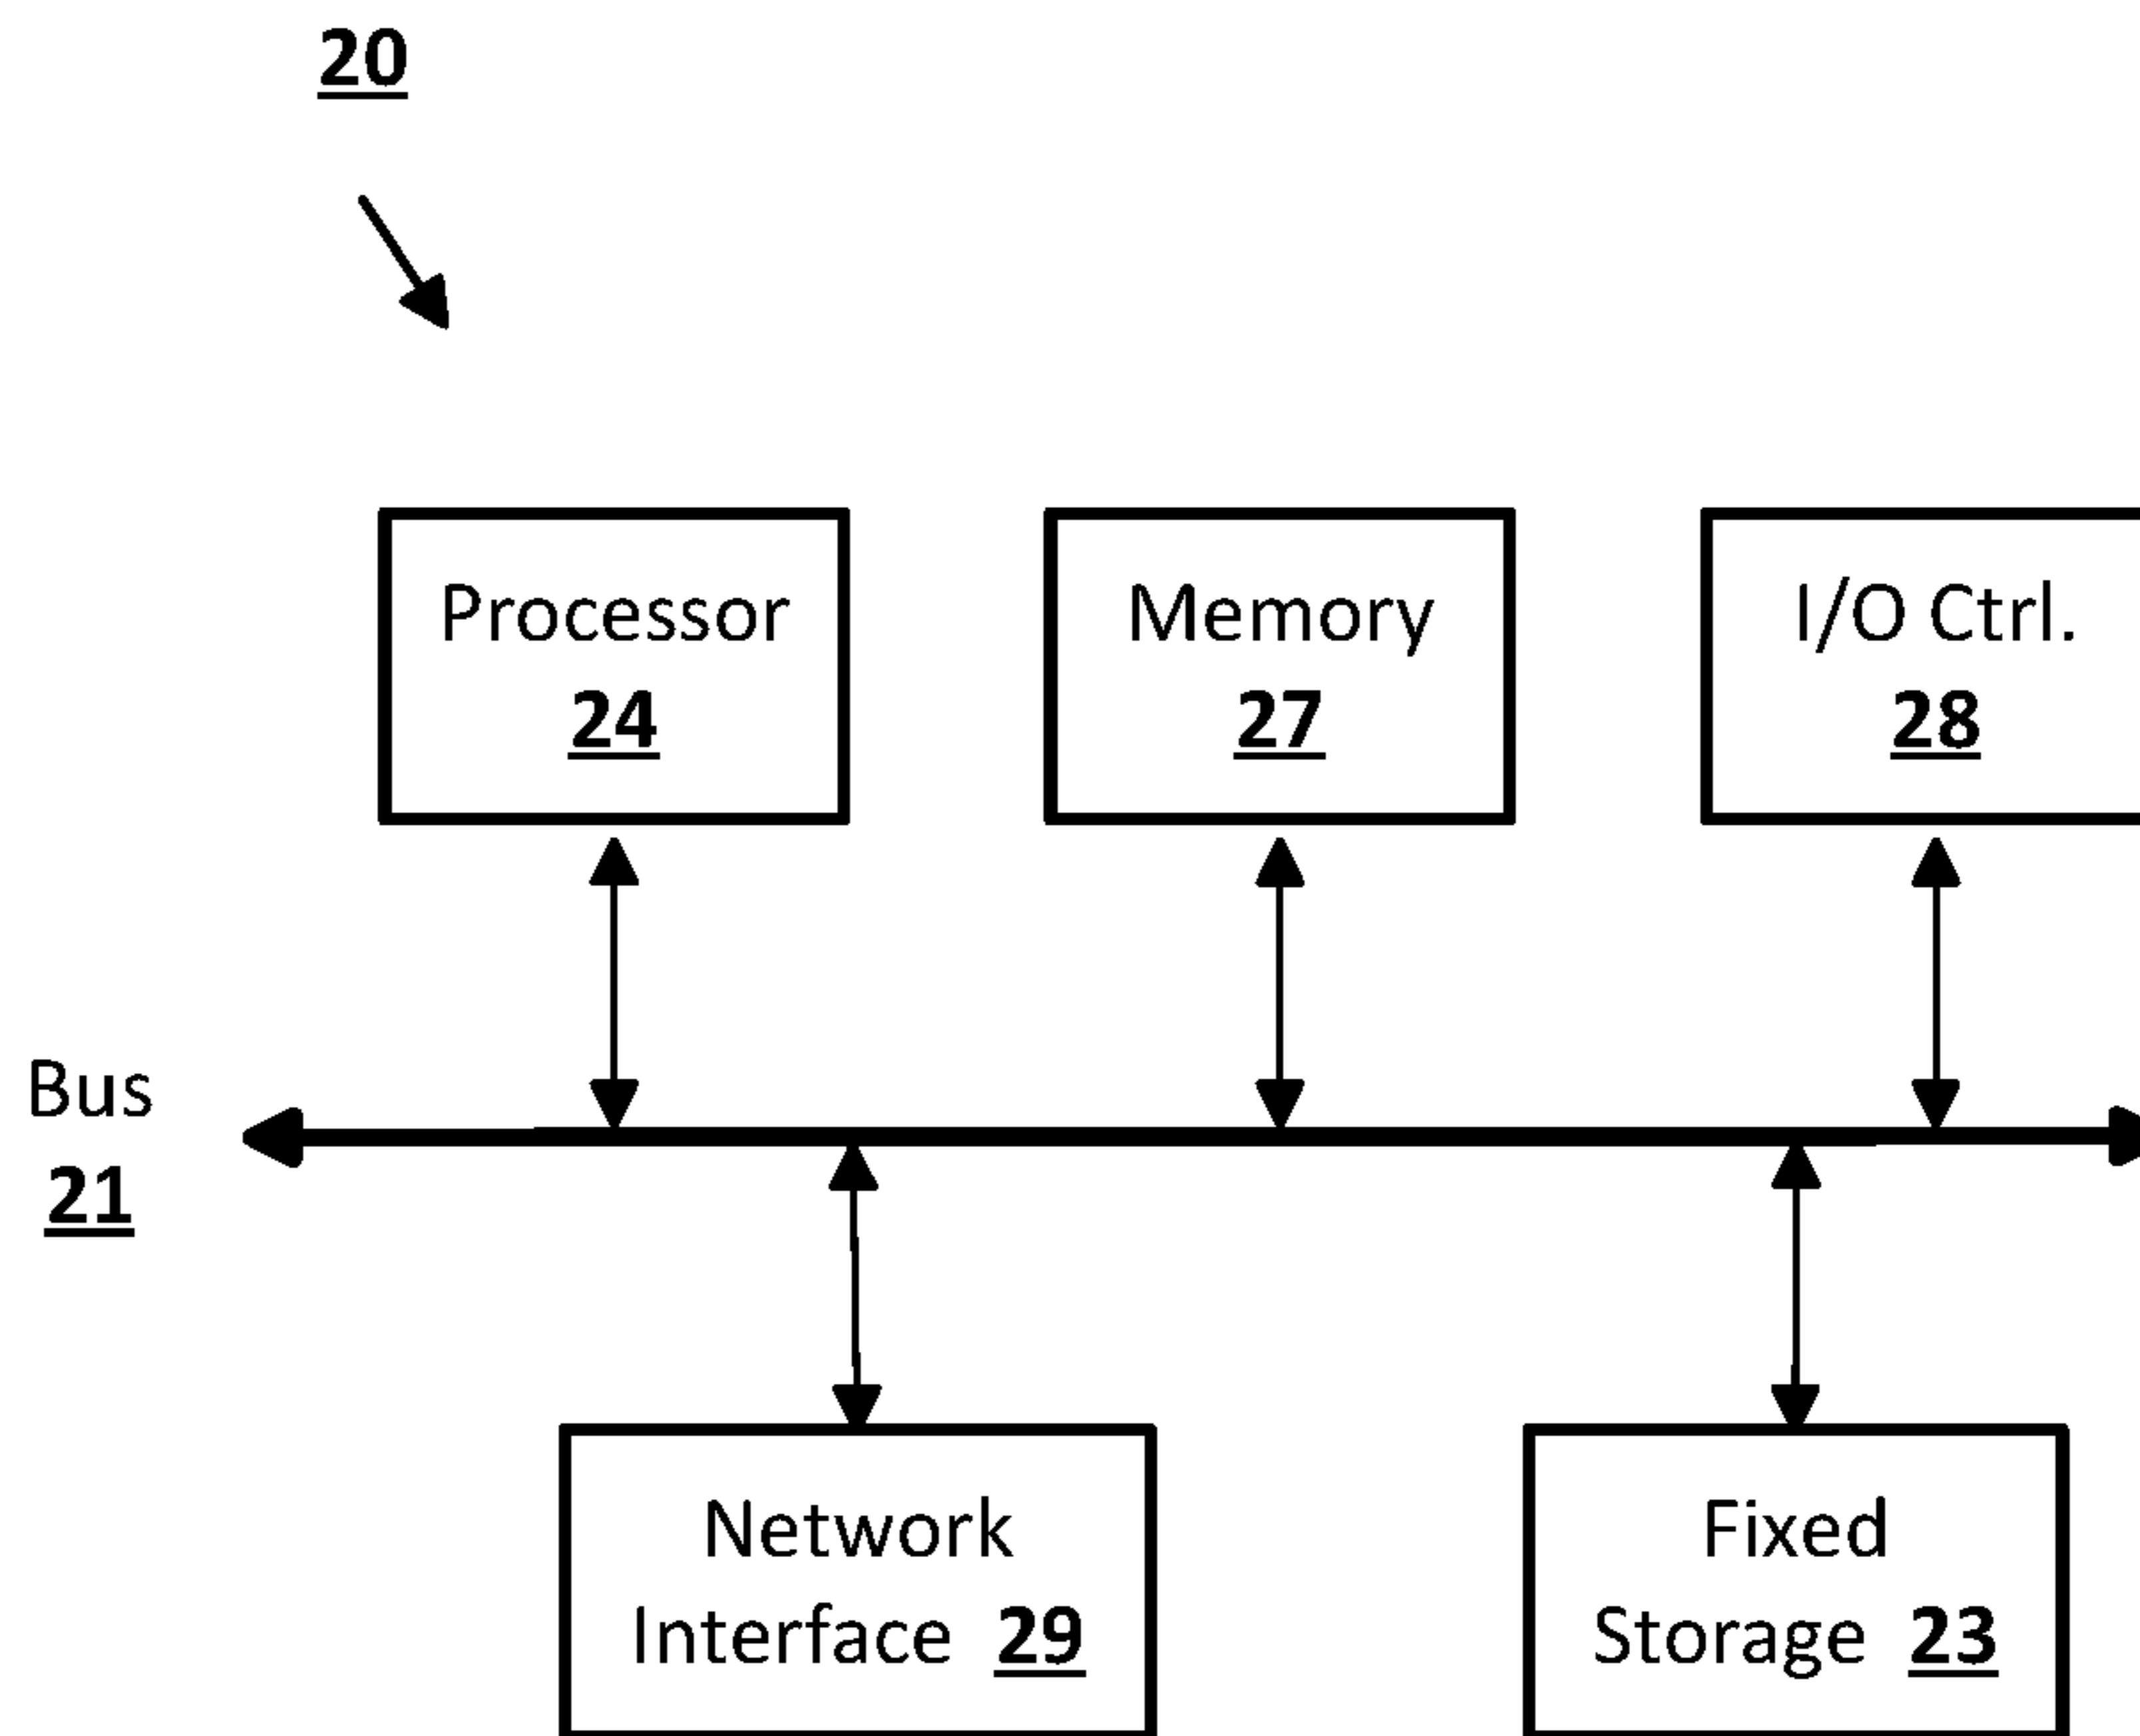 20
Processor
24
Memory
27
I/O Ctrl.
28
Bus
21
Network
Interface 29
Fixed
Storage 23